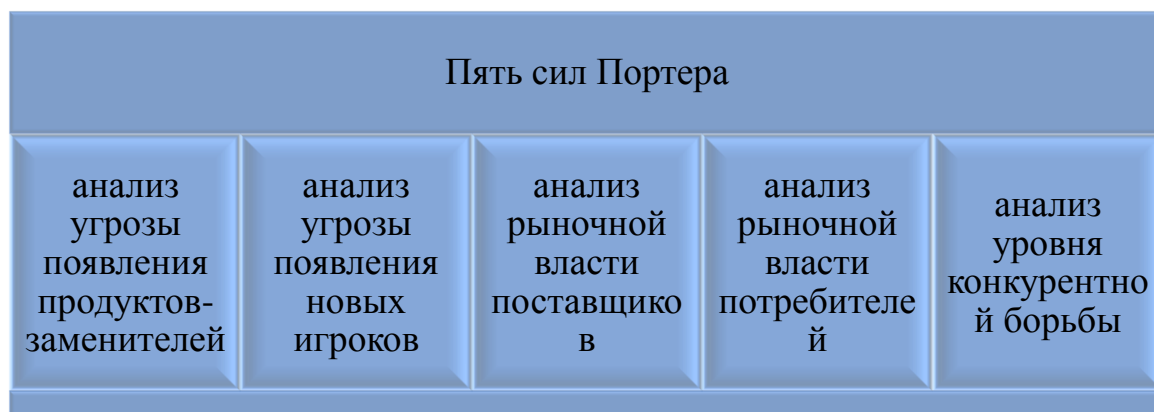 Пять сил Портера
анализ
угрозы
появления
продуктов-
заменителей
анализ
угрозы
появления
новых
игроков
анализ
рыночной
власти
поставщико
в
анализ
рыночной
власти
потребителе
й
анализ
уровня
конкурентно
й борьбы